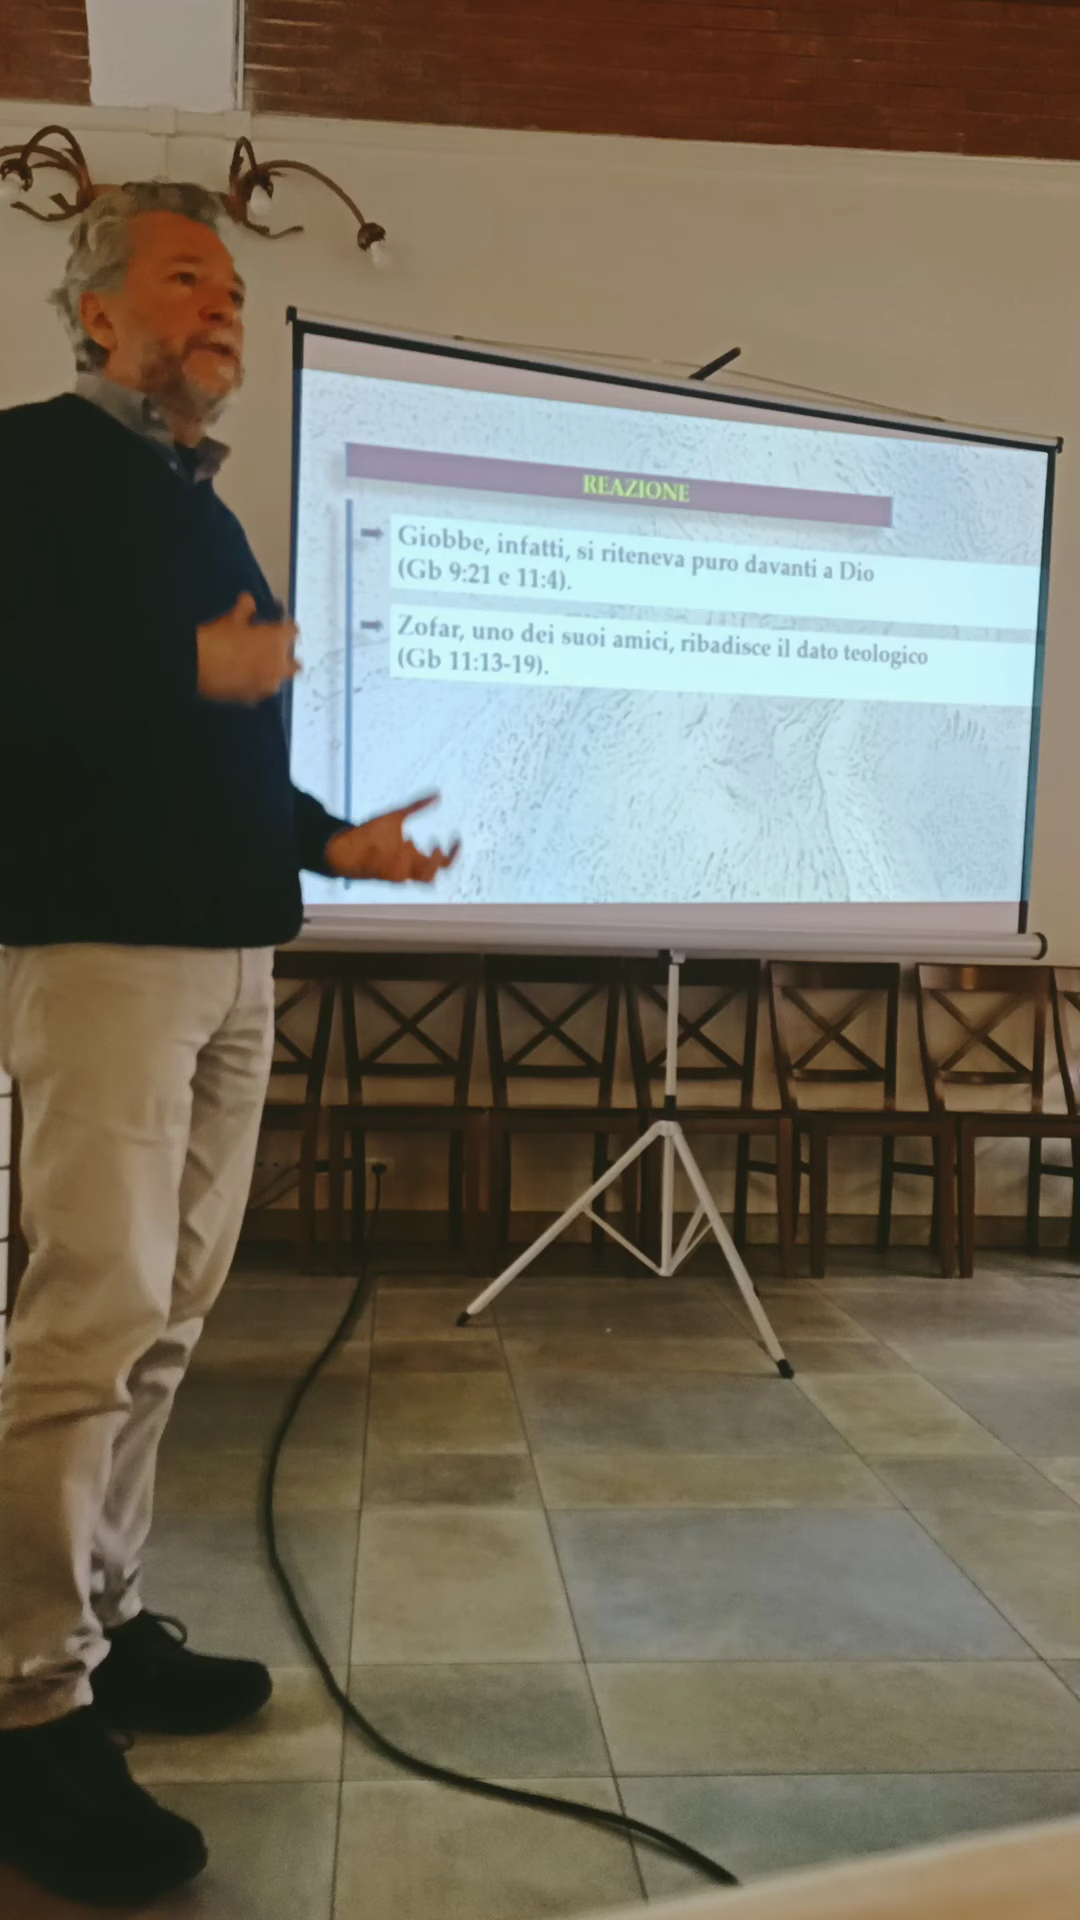 REAZIONE
Giobbe, infatti, si riteneva puro davanti a Dio
(Gb 9:21 e 11:4).
Zofar, uno dei suoi amici, ribadisce il dato teologico
(Gb 11:13-19).